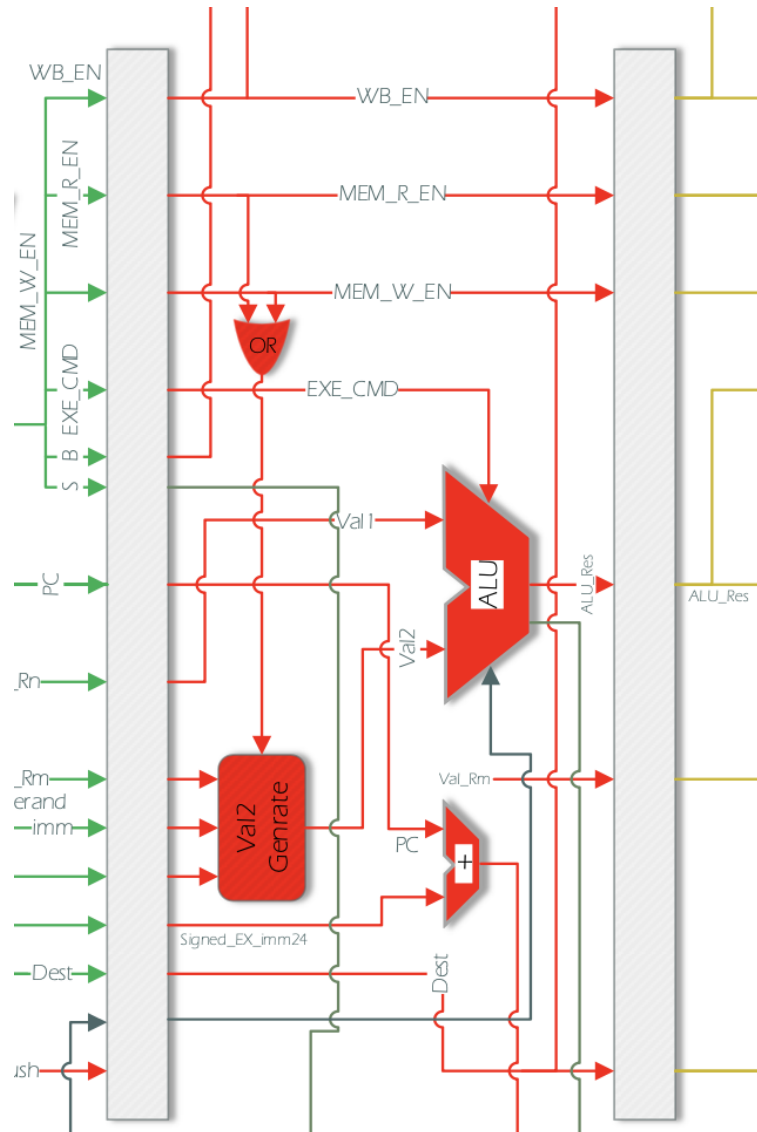 WB_EN
WB_EN
MEM_R_EN
MEM_R_EN
MEM_W_EN
MEM_W_EN
OR
EXE_CMD
EXE_CMD
B
S
Val1
PC
ALU
ALU_Res
ALU_Res
Val2
_Rn
_Rm
Val_Rm
erand
imm
Val2
Genrate
PC
+
Signed_EX_imm24
Dest
Dest
ush